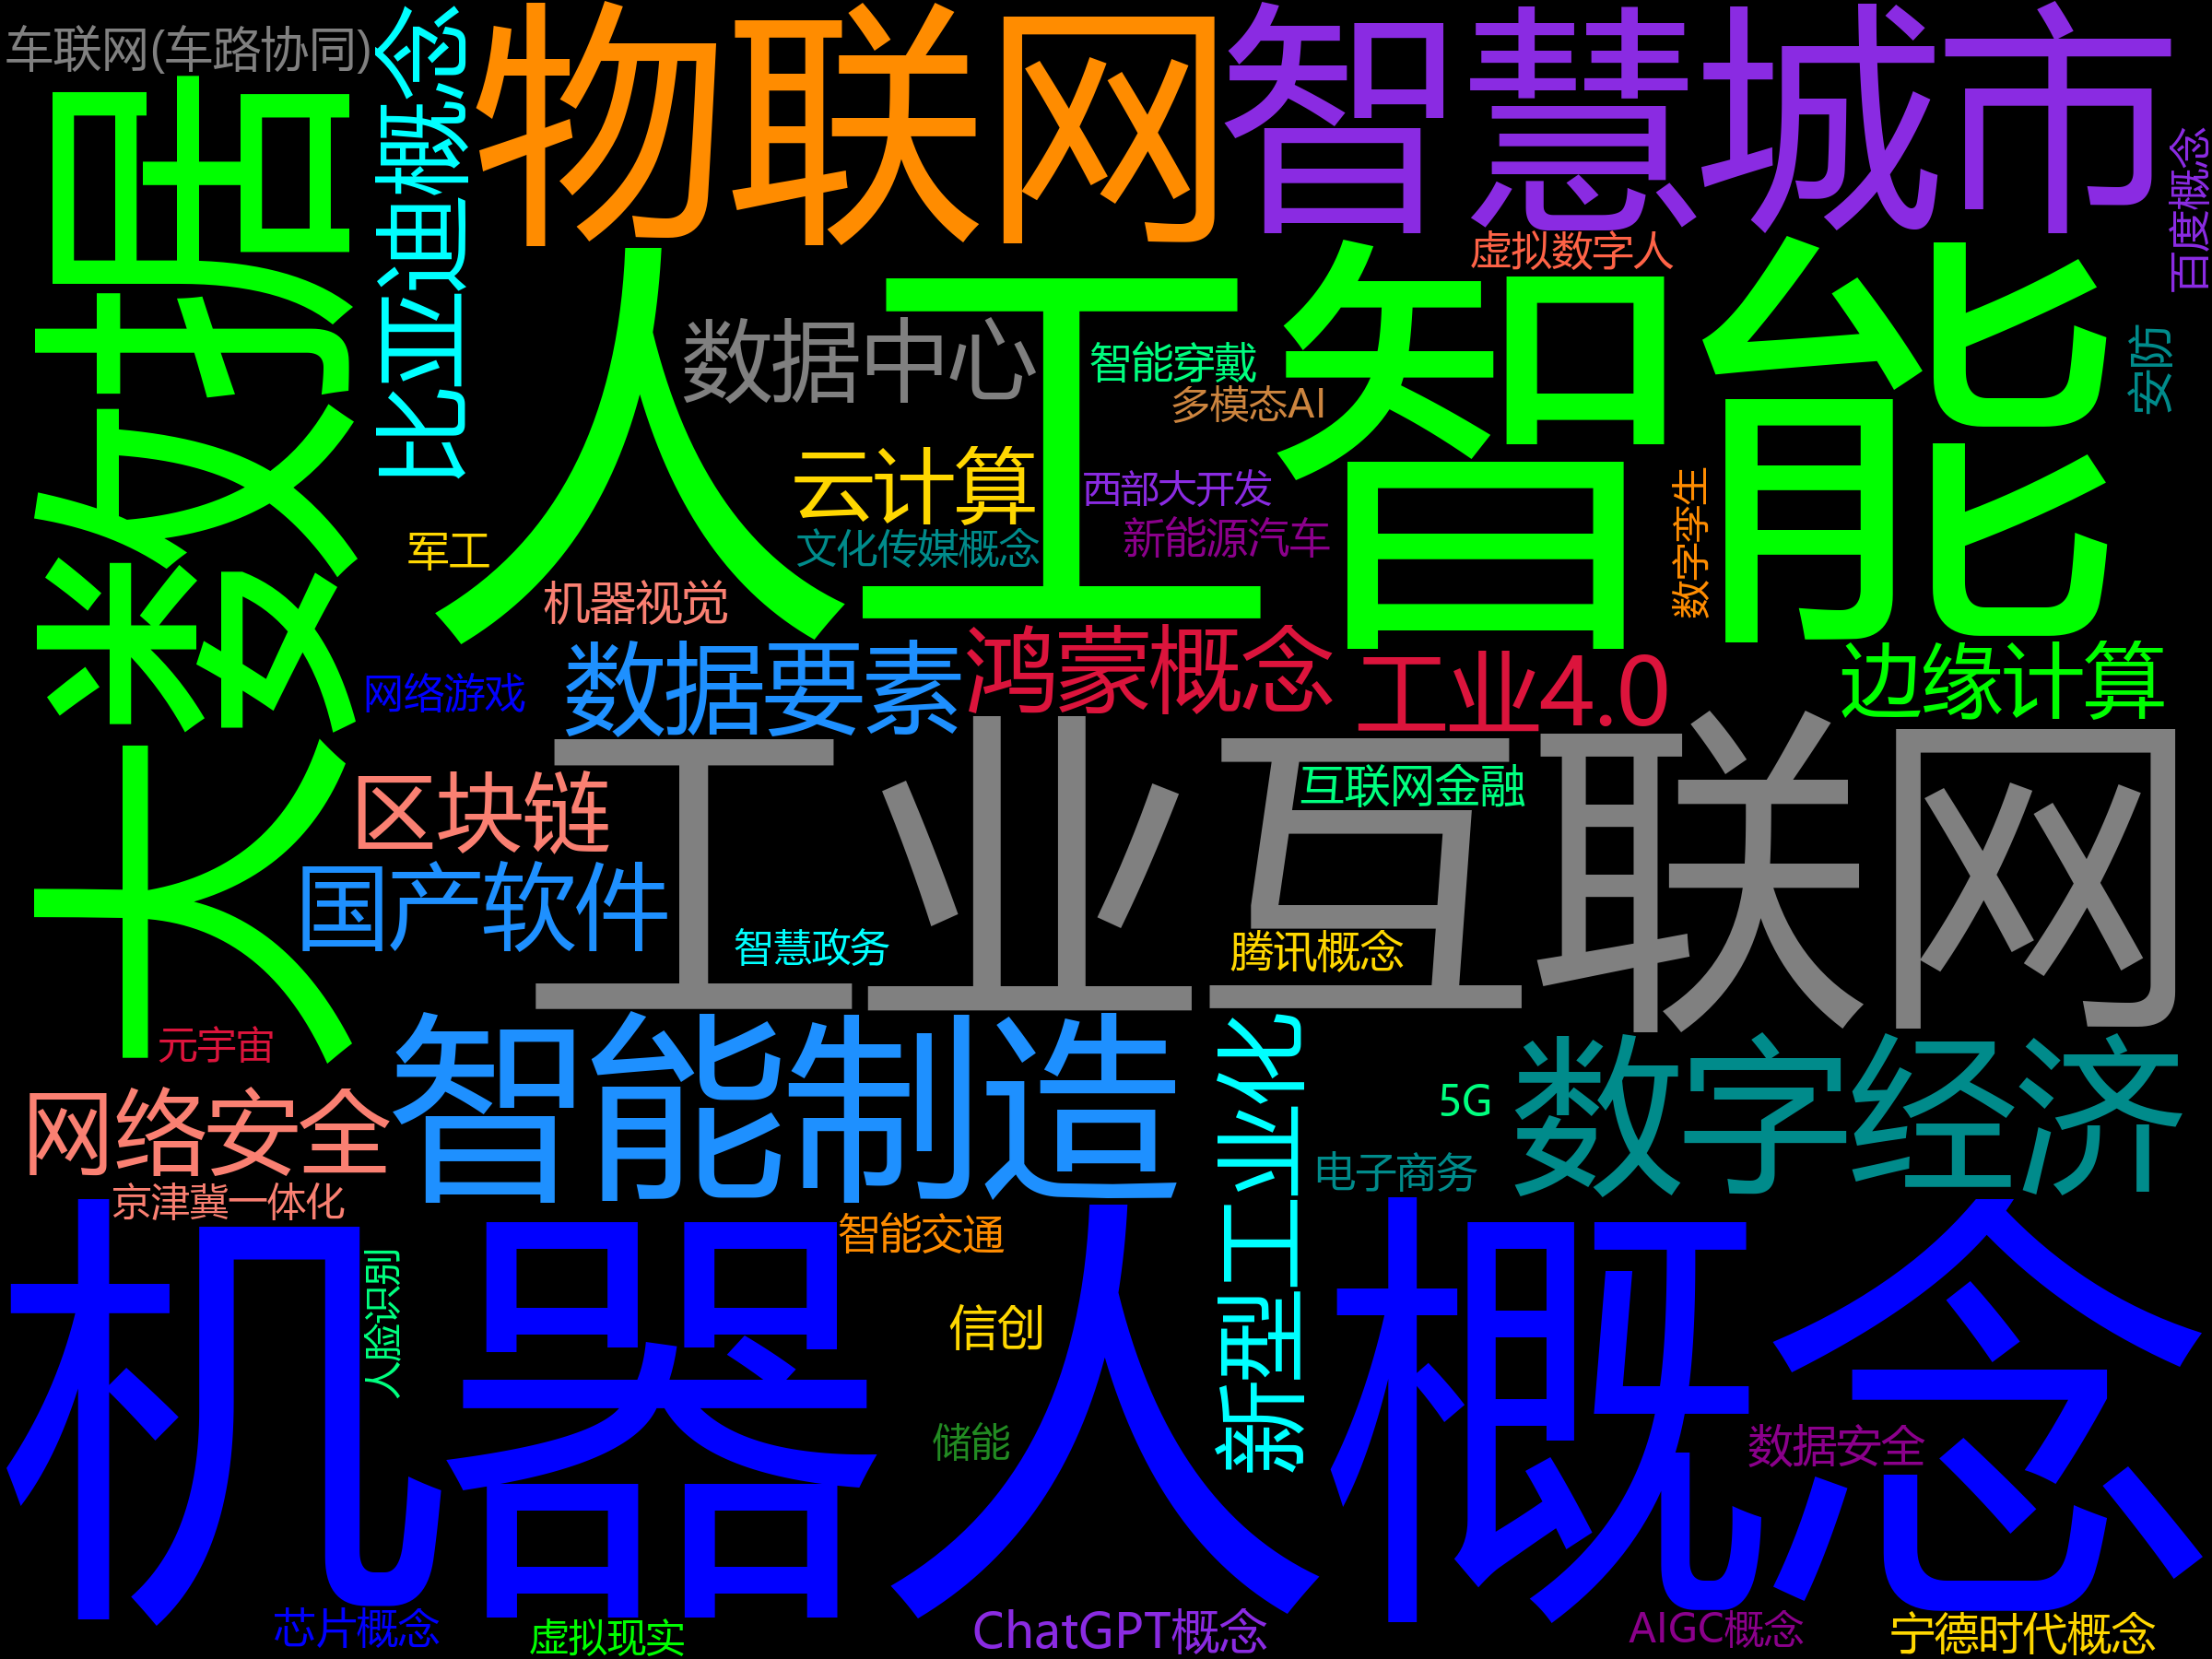 车联网(车路协同)
物联网
智慧城市
大数据
比亚迪概念
百度概念
虚拟数字人
人工智能
数据中心
智能穿戴
多模态AI
安防
云计算
西部大开发
数字孪生
新能源汽车
文化传媒概念
军工
机器视觉
数据要素
鸿蒙概念
工业4.0
边缘计算
网络游戏
工业互联网
互联网金融
区块链
国产软件
智慧政务
腾讯概念
元宇宙
智能制造
新型工业化
数字经济
5G
网络安全
电子商务
京津冀一体化
智能交通
机器人概念
人脸识别
信创
储能
数据安全
芯片概念
虚拟现实
ChatGPT概念
AIGC概念
宁德时代概念